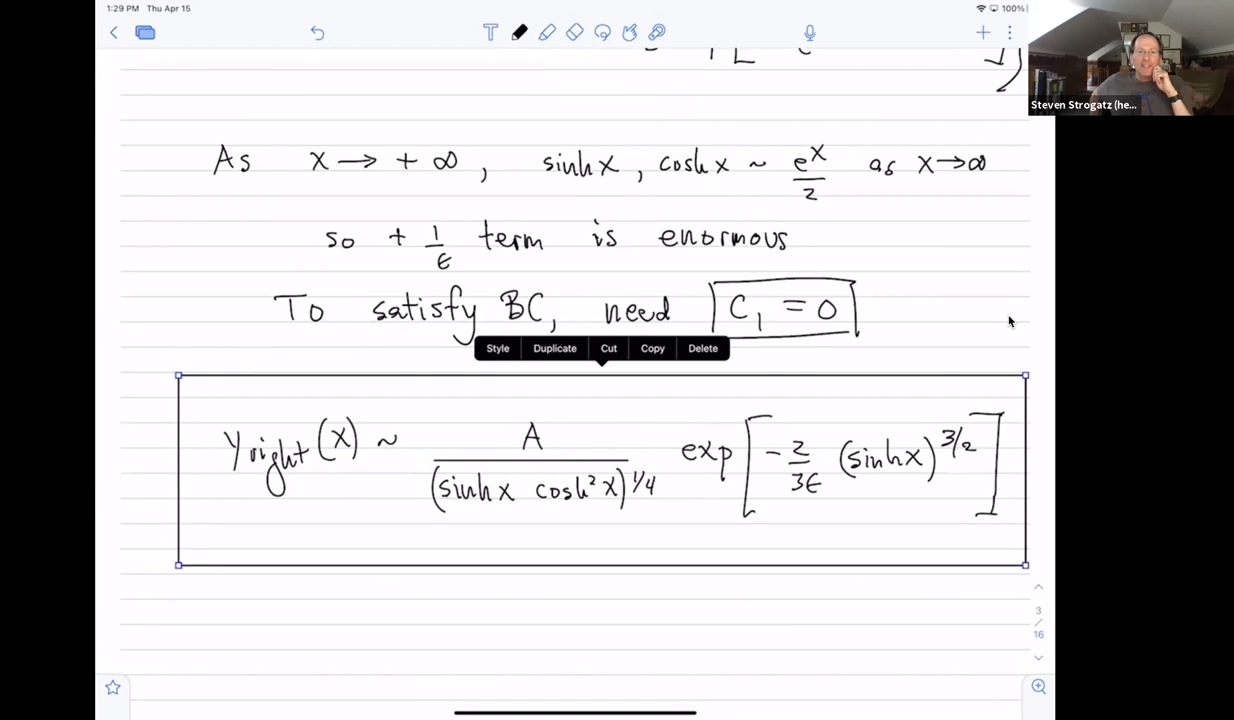 1:29 PM Thu Apr 15
100%
Steven Strogatz (he...
As x → + ∞ , sinh x , cosh x ~ e^x/2 as x→∞
so + 1/ϵ term is enormous
To satisfy BC, need C₁ = 0
Style Duplicate Cut Copy Delete
y_right(x) ~ A/(sinh x cosh² x)^1/4 exp[- 2/3ϵ (sinh x)^3/2]
3
/
16